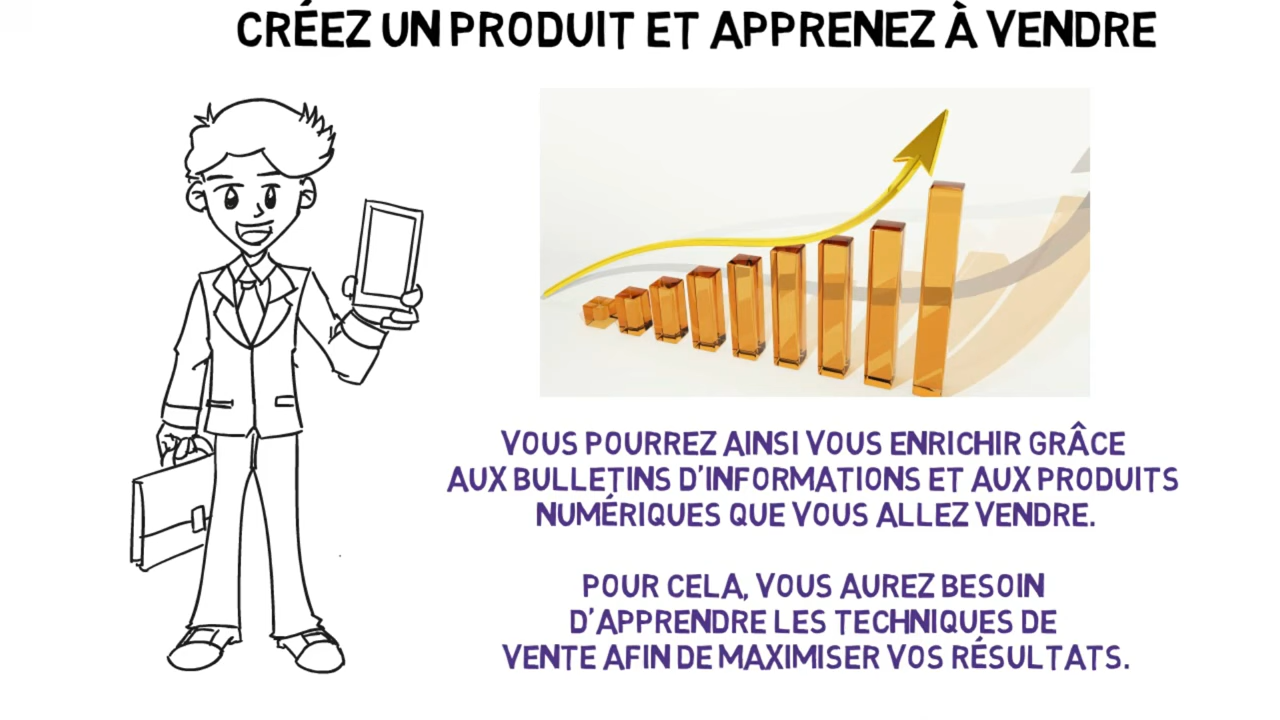 CRÉEZ UN PRODUIT ET APPRENEZ À VENDRE
VOUS POURREZ AINSI VOUS ENRICHIR GRÂCE
AUX BULLETINS D'INFORMATIONS ET AUX PRODUITS
NUMÉRIQUES QUE VOUS ALLEZ VENDRE.
POUR CELA, VOUS AUREZ BESOIN
D'APPRENDRE LES TECHNIQUES DE
VENTE AFIN DE MAXIMISER VOS RÉSULTATS.